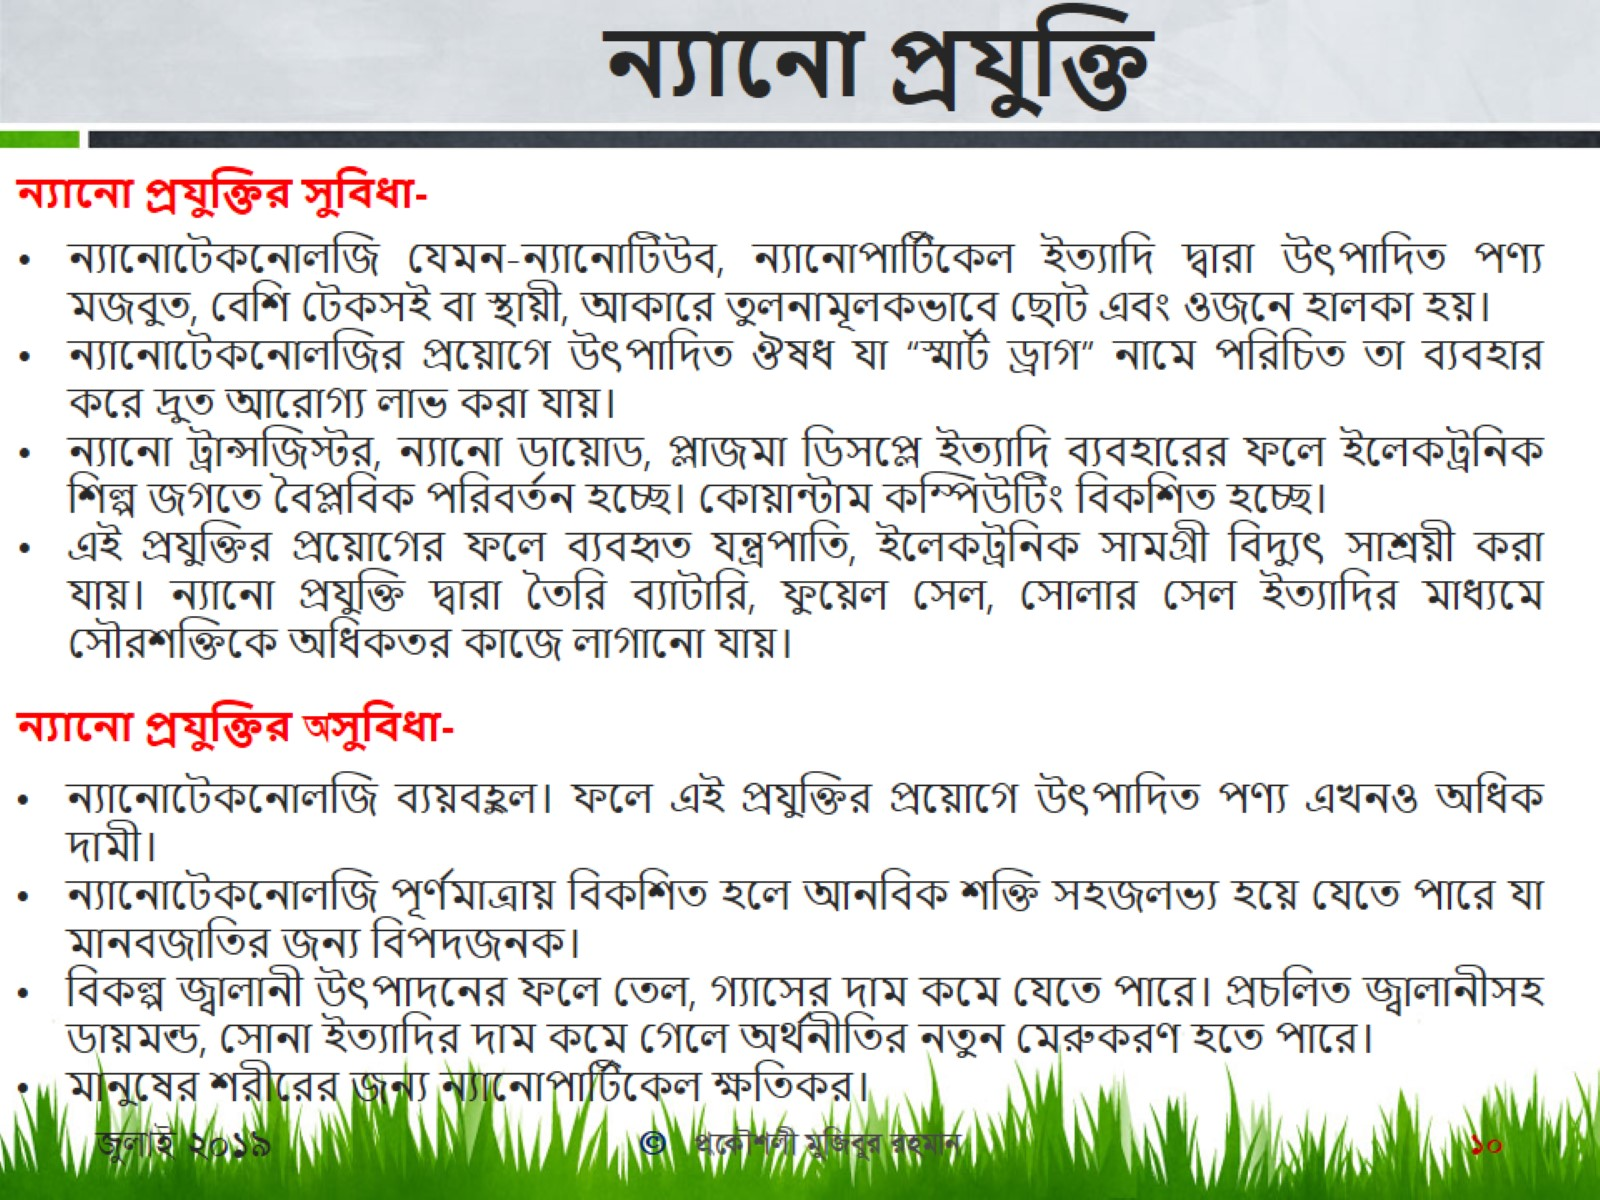 ন্যানো প্রযুক্তি
ন্যানো প্রযুক্তির সুবিধা-
• ন্যানোটেকনোলজি যেমন-ন্যানোটিউব, ন্যানোপার্টিকেল ইত্যাদি দ্বারা উৎপাদিত পণ্য
মজবুত, বেশি টেকসই বা স্থায়ী, আকারে তুলনামূলকভাবে ছোট এবং ওজনে হালকা হয়।
• ন্যানোটেকনোলজির প্রয়োগে উৎপাদিত ঔষধ যা “স্মার্ট ড্রাগ” নামে পরিচিত তা ব্যবহার
করে দ্রুত আরোগ্য লাভ করা যায়।
• ন্যানো ট্রান্সজিস্টর, ন্যানো ডায়োড, প্লাজমা ডিসপ্লে ইত্যাদি ব্যবহারের ফলে ইলেকট্রনিক
শিল্প জগতে বৈপ্লবিক পরিবর্তন হচ্ছে। কোয়ান্টাম কম্পিউটিং বিকশিত হচ্ছে।
• এই প্রযুক্তির প্রয়োগের ফলে ব্যবহৃত যন্ত্রপাতি, ইলেকট্রনিক সামগ্রী বিদ্যুৎ সাশ্রয়ী করা
যায়। ন্যানো প্রযুক্তি দ্বারা তৈরি ব্যাটারি, ফুয়েল সেল, সোলার সেল ইত্যাদির মাধ্যমে
সৌরশক্তিকে অধিকতর কাজে লাগানো যায়।
ন্যানো প্রযুক্তির অসুবিধা-
• ন্যানোটেকনোলজি ব্যয়বহুল। ফলে এই প্রযুক্তির প্রয়োগে উৎপাদিত পণ্য এখনও অধিক
দামী।
• ন্যানোটেকনোলজি পূর্ণমাত্রায় বিকশিত হলে আনবিক শক্তি সহজলভ্য হয়ে যেতে পারে যা
মানবজাতির জন্য বিপদজনক।
• বিকল্প জ্বালানী উৎপাদনের ফলে তেল, গ্যাসের দাম কমে যেতে পারে। প্রচলিত জ্বালানীসহ
ডায়মন্ড, সোনা ইত্যাদির দাম কমে গেলে অর্থনীতির নতুন মেরুকরণ হতে পারে।
• মানুষের শরীরের জন্য ন্যানোপার্টিকেল ক্ষতিকর।
জুলাই ২০১৯ © প্রকৌশলী মুজিবুর রহমান ১০